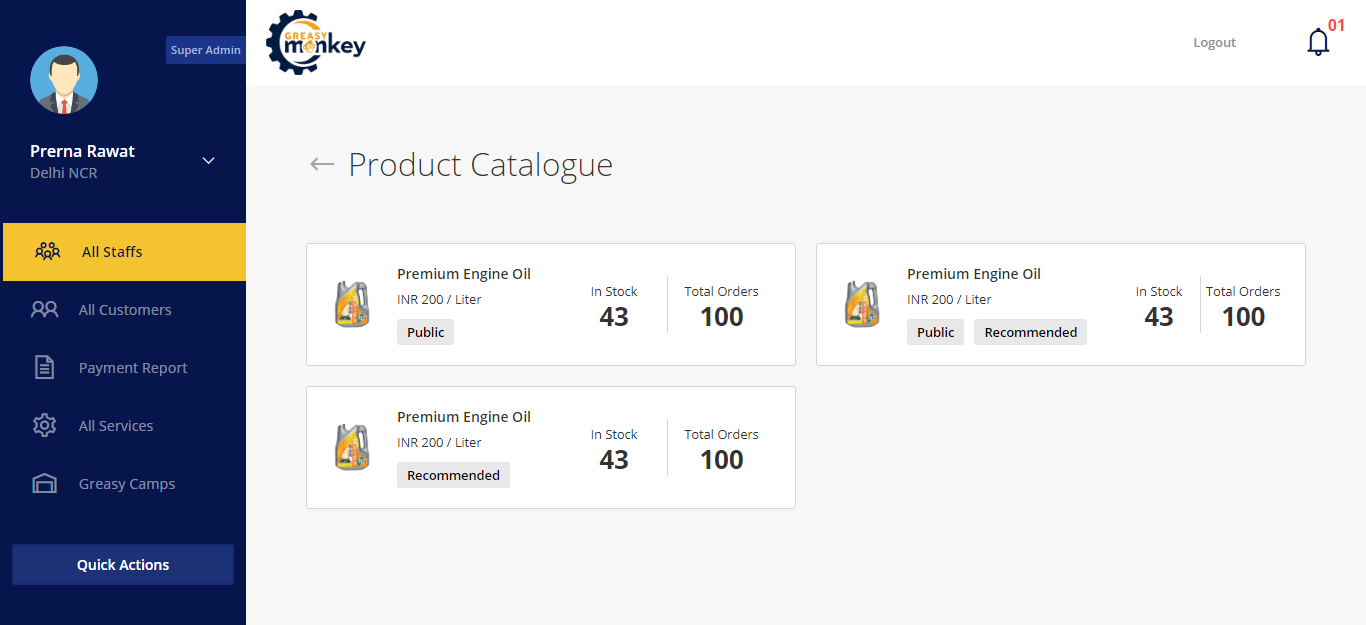 Super Admin
Prerna Rawat
Delhi NCR
All Staffs
All Customers
Payment Report
All Services
Greasy Camps
Quick Actions
GREASY
monkey
Logout
01
Product Catalogue
Premium Engine Oil
INR 200 / Liter
Public
In Stock
43
Total Orders
100
Premium Engine Oil
INR 200 / Liter
Public Recommended
In Stock
43
Total Orders
100
Premium Engine Oil
INR 200 / Liter
Recommended
In Stock
43
Total Orders
100